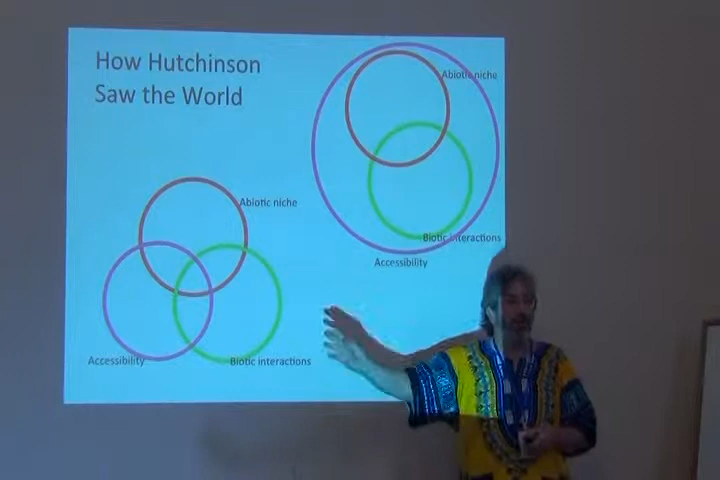 How Hutchinson
Saw the World
Abiotic niche
Biotic interactions
Accessibility
Abiotic niche
Accessibility
Biotic interactions